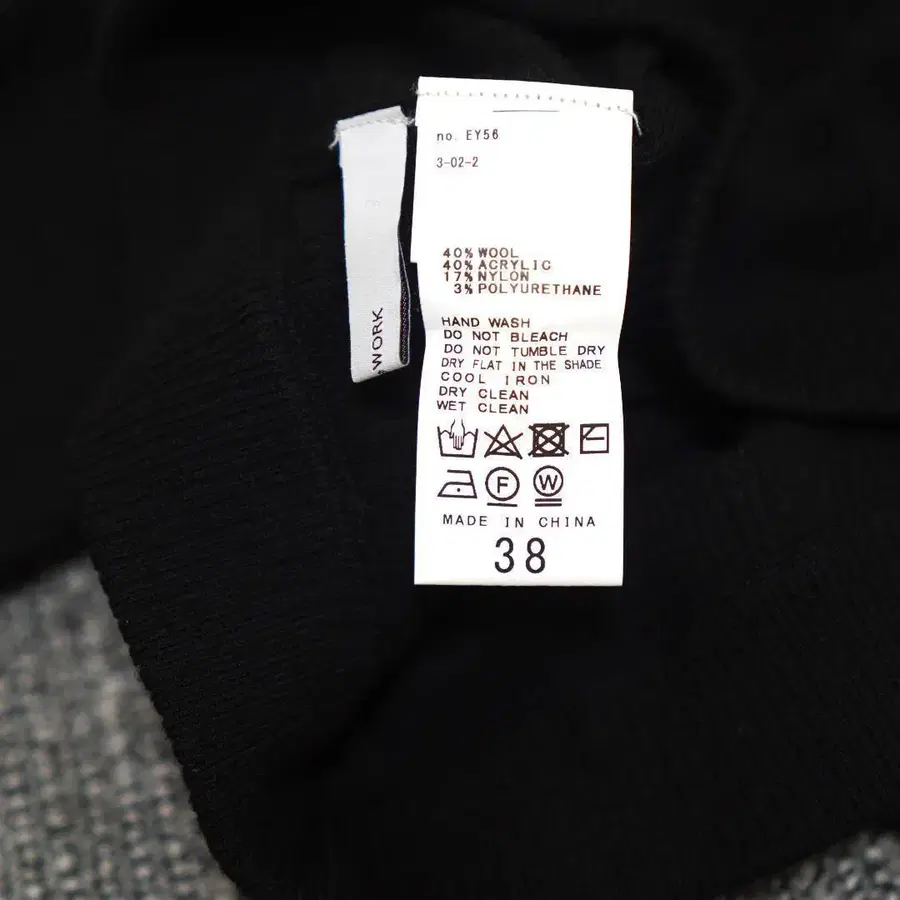 no. EY56
3-02-2
40% WOOL
40% ACRYLIC
17% NYLON
3% POLYURETHANE
HAND WASH
DO NOT BLEACH
DO NOT TUMBLE DRY
DRY FLAT IN THE SHADE
COOL IRON
DRY CLEAN
WET CLEAN
F W
MADE IN CHINA
38
WORK